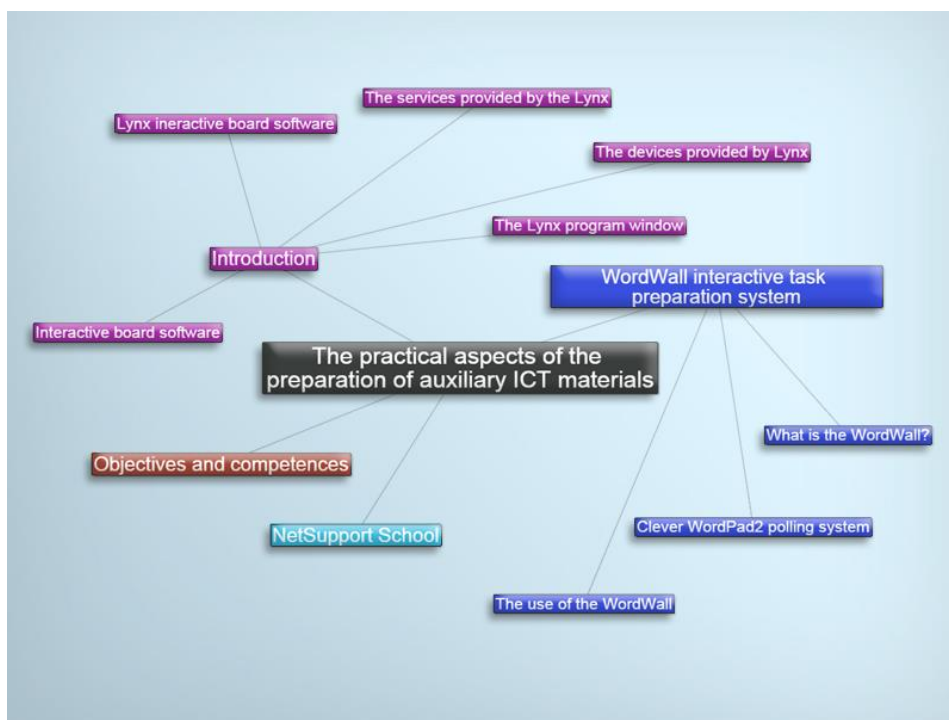 The services provided by the Lynx
Lynx ineractive board software
The devices provided by Lynx
The Lynx program window
Introduction
WordWall interactive task
preparation system
Interactive board software
The practical aspects of the
preparation of auxiliary ICT materials
What is the WordWall?
Objectives and competences
Clever WordPad2 polling system
NetSupport School
The use of the WordWall